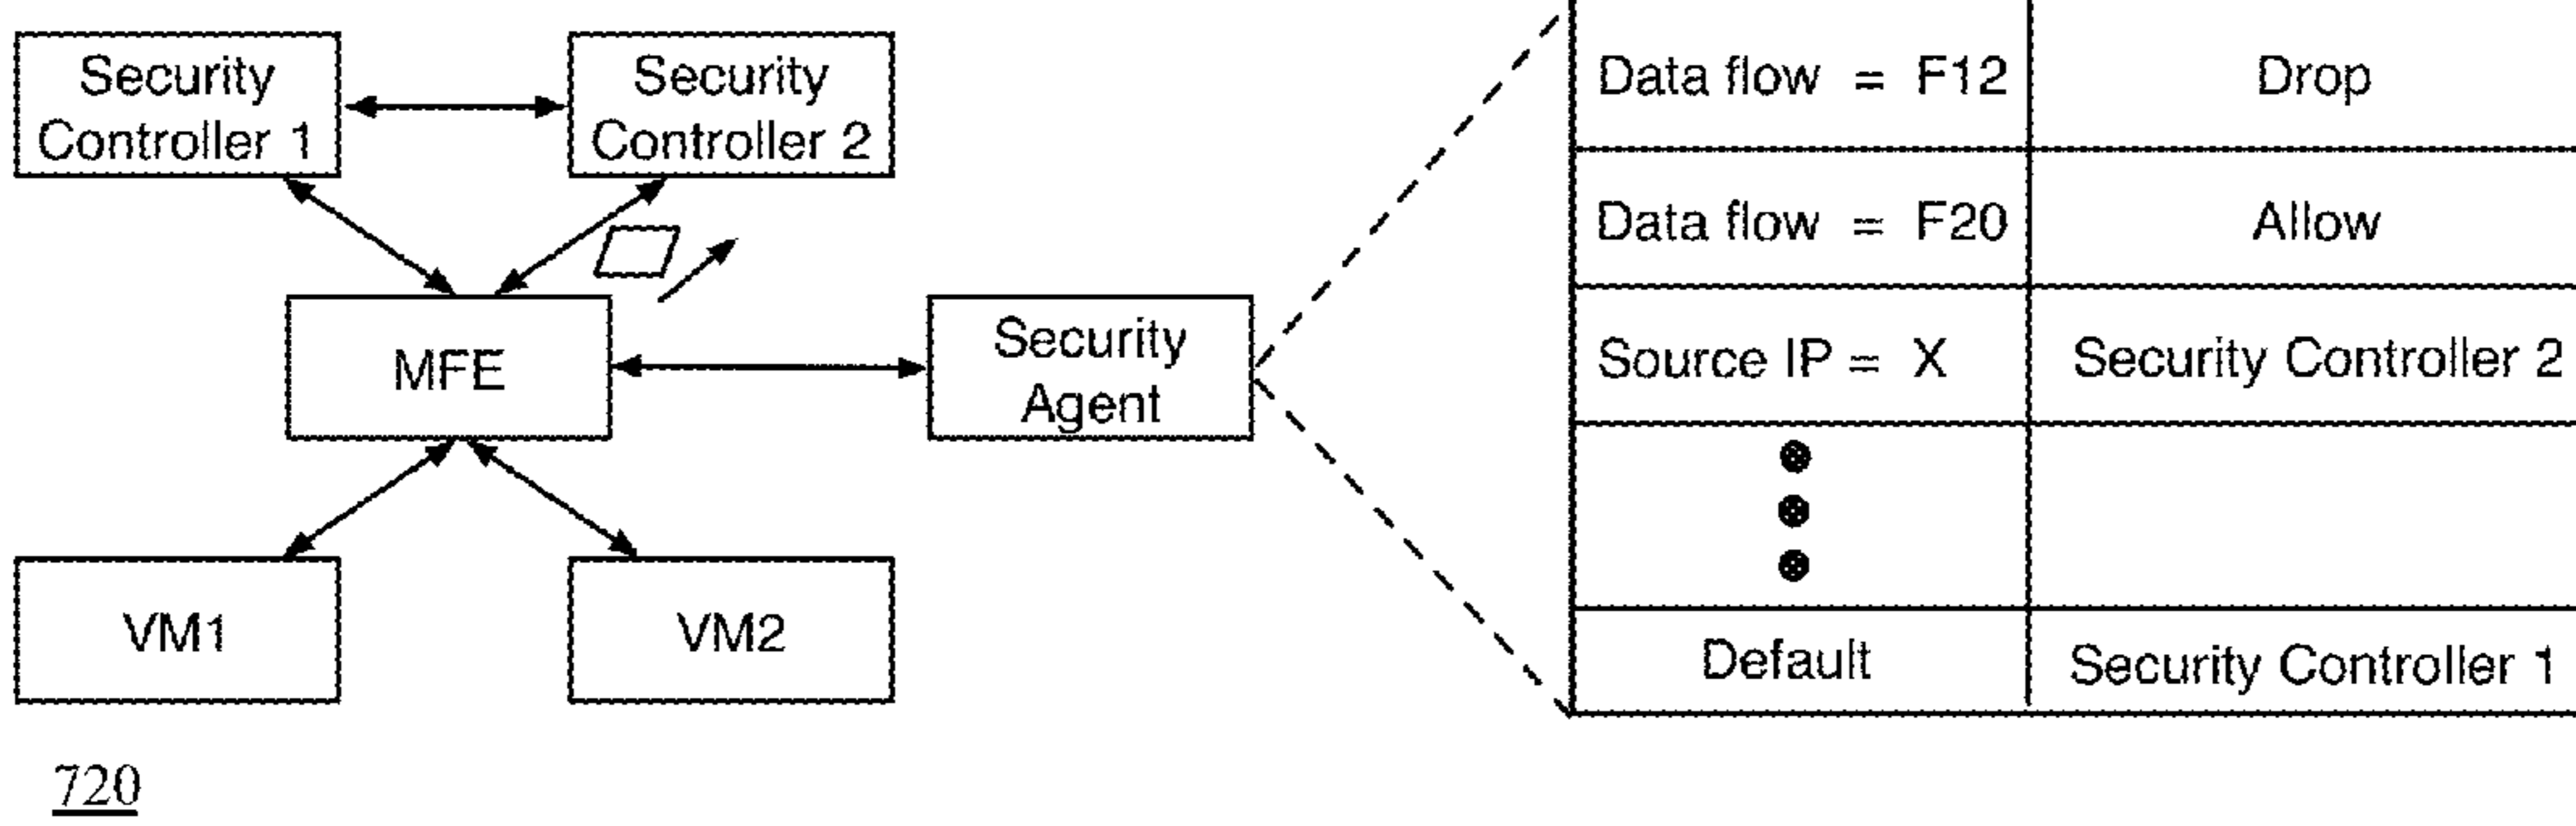 Security
Controller 1
Security
Controller 2
MFE
Security
Agent
VM1
VM2
Data flow = F12 Drop
Data flow = F20 Allow
Source IP = X Security Controller 2
Default Security Controller 1
720